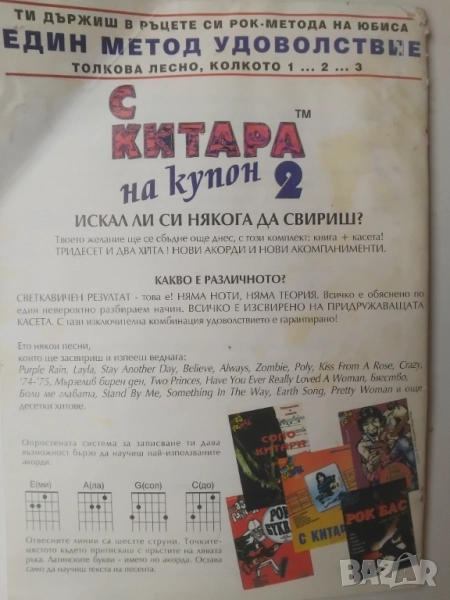 ТИ ДЪРЖИШ В РЪЦЕТЕ СИ РОК-МЕТОДА НА ЮБИСА
ЕДИН МЕТОД УДОВОЛСТВИЕ
ТОЛКОВА ЛЕСНО, КОЛКОТО 1 ... 2 ... 3
С
КИТАРА™
на купон 2
ИСКАЛ ЛИ СИ НЯКОГА ДА СВИРИШ?
Твоето желание ще се сбъдне още днес, с този комплект: книга + касета!
ТРИДЕСЕТ И ДВА ХИТА! НОВИ АКОРДИ И НОВИ АКОМПАНИМЕНТИ.
КАКВО Е РАЗЛИЧНОТО?
СВЕТКАВИЧЕН РЕЗУЛТАТ - това е! НЯМА НОТИ, НЯМА ТЕОРИЯ. Всичко е обяснено по
един невероятно разбираем начин. ВСИЧКО Е ИЗСВИРЕНО НА ПРИДРУЖАВАЩАТА
КАСЕТА. С тази изключителна комбинация удоволствието е гарантирано!
Ето някои песни,
които ще засвириш и изпееш веднага:
Purple Rain, Layla, Stay Another Day, Believe, Always, Zombie, Poly, Kiss From A Rose, Crazy,
'74-'75, Мързелив бирен ден, Two Princes, Have You Ever Really Loved A Woman, Бягство,
Боли ме главата, Stand By Me, Something In The Way, Earth Song, Pretty Woman и още
десетки хитове.
Опростената система за записване ти дава
възможност бързо да научиш най-използваните
акорди.
Е(ми) А(ла) G(сол) С(до)
Отвесните линии са шестте струни. Точките-
мястото където притискаш с пръстите на лявата
ръка. Латинските букви - името на акорда. Остава
само да научиш текста на песента.
СОЛО-
КИТАРА
РОК
БУКВ
С КИТАР
РОК БАС
BAZAR